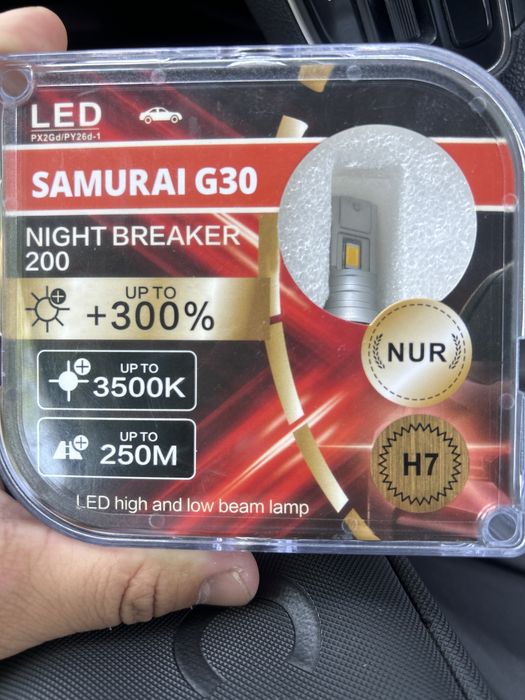 LED
PX2Gd/PY26d-1
SAMURAI G30
NIGHT BREAKER
200
UP TO
+300%
UP TO
3500K
UP TO
250M
NUR
H7
LED high and low beam lamp